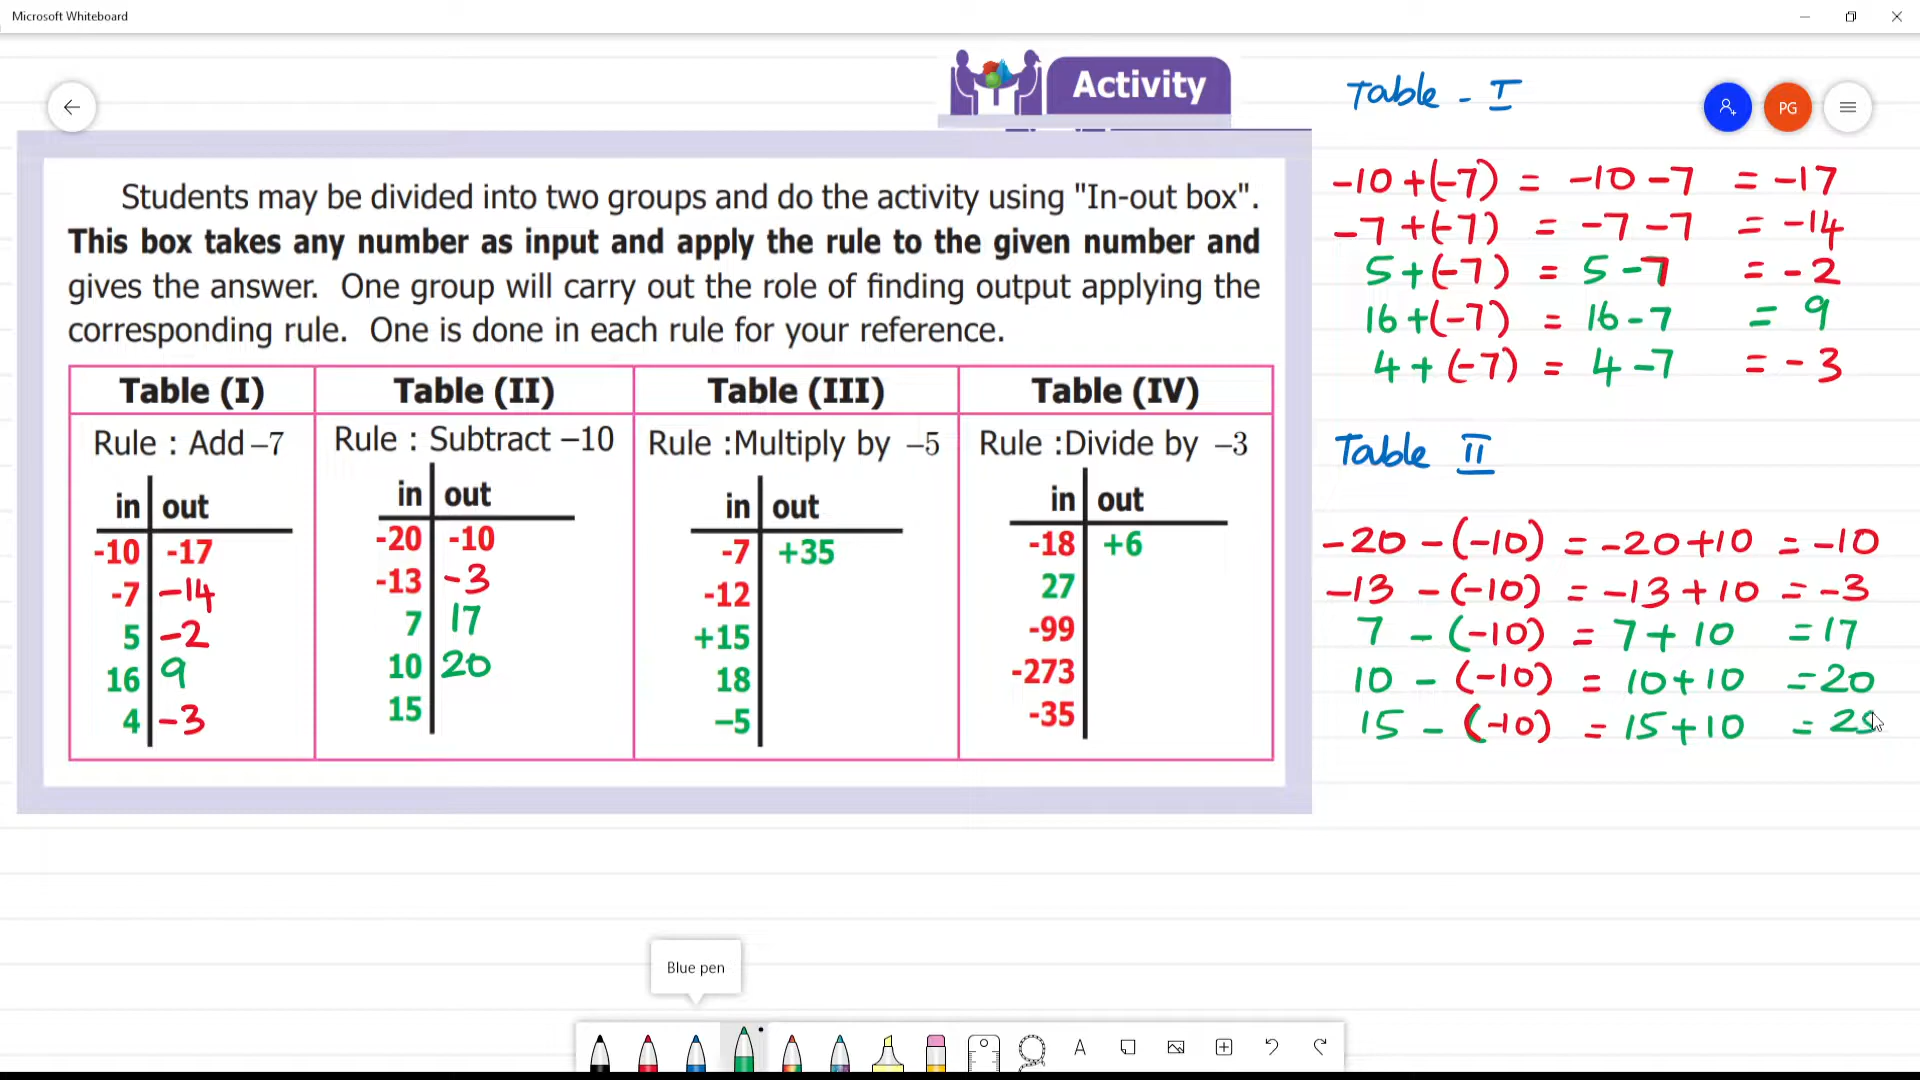 Microsoft Whiteboard
Activity
PG
Students may be divided into two groups and do the activity using "In-out box".
This box takes any number as input and apply the rule to the given number and
gives the answer. One group will carry out the role of finding output applying the
corresponding rule. One is done in each rule for your reference.
Table (I) Table (II) Table (III) Table (IV)
Rule : Add –7
in out
-10 -17
-7 -14
5 -2
16 9
4 -3
Rule : Subtract –10
in out
-20 -10
-13 -3
7 17
10 20
15
Rule :Multiply by –5
in out
-7 +35
-12
+15
18
–5
Rule :Divide by –3
in out
-18 +6
27
-99
-273
-35
Table - I
-10 +(-7) = -10 -7 = -17
-7 +(-7) = -7 -7 = -14
5+(-7) = 5 -7 = -2
16 +(-7) = 16 -7 = 9
4 + (-7) = 4 -7 = -3
Table II
-20 -(-10) = -20 +10 = -10
-13 -(-10) = -13 +10 = -3
7 -(-10) = 7 + 10 = 17
10 - (-10) = 10 +10 = 20
15 - (-10) = 15 +10 = 25
Blue pen
A